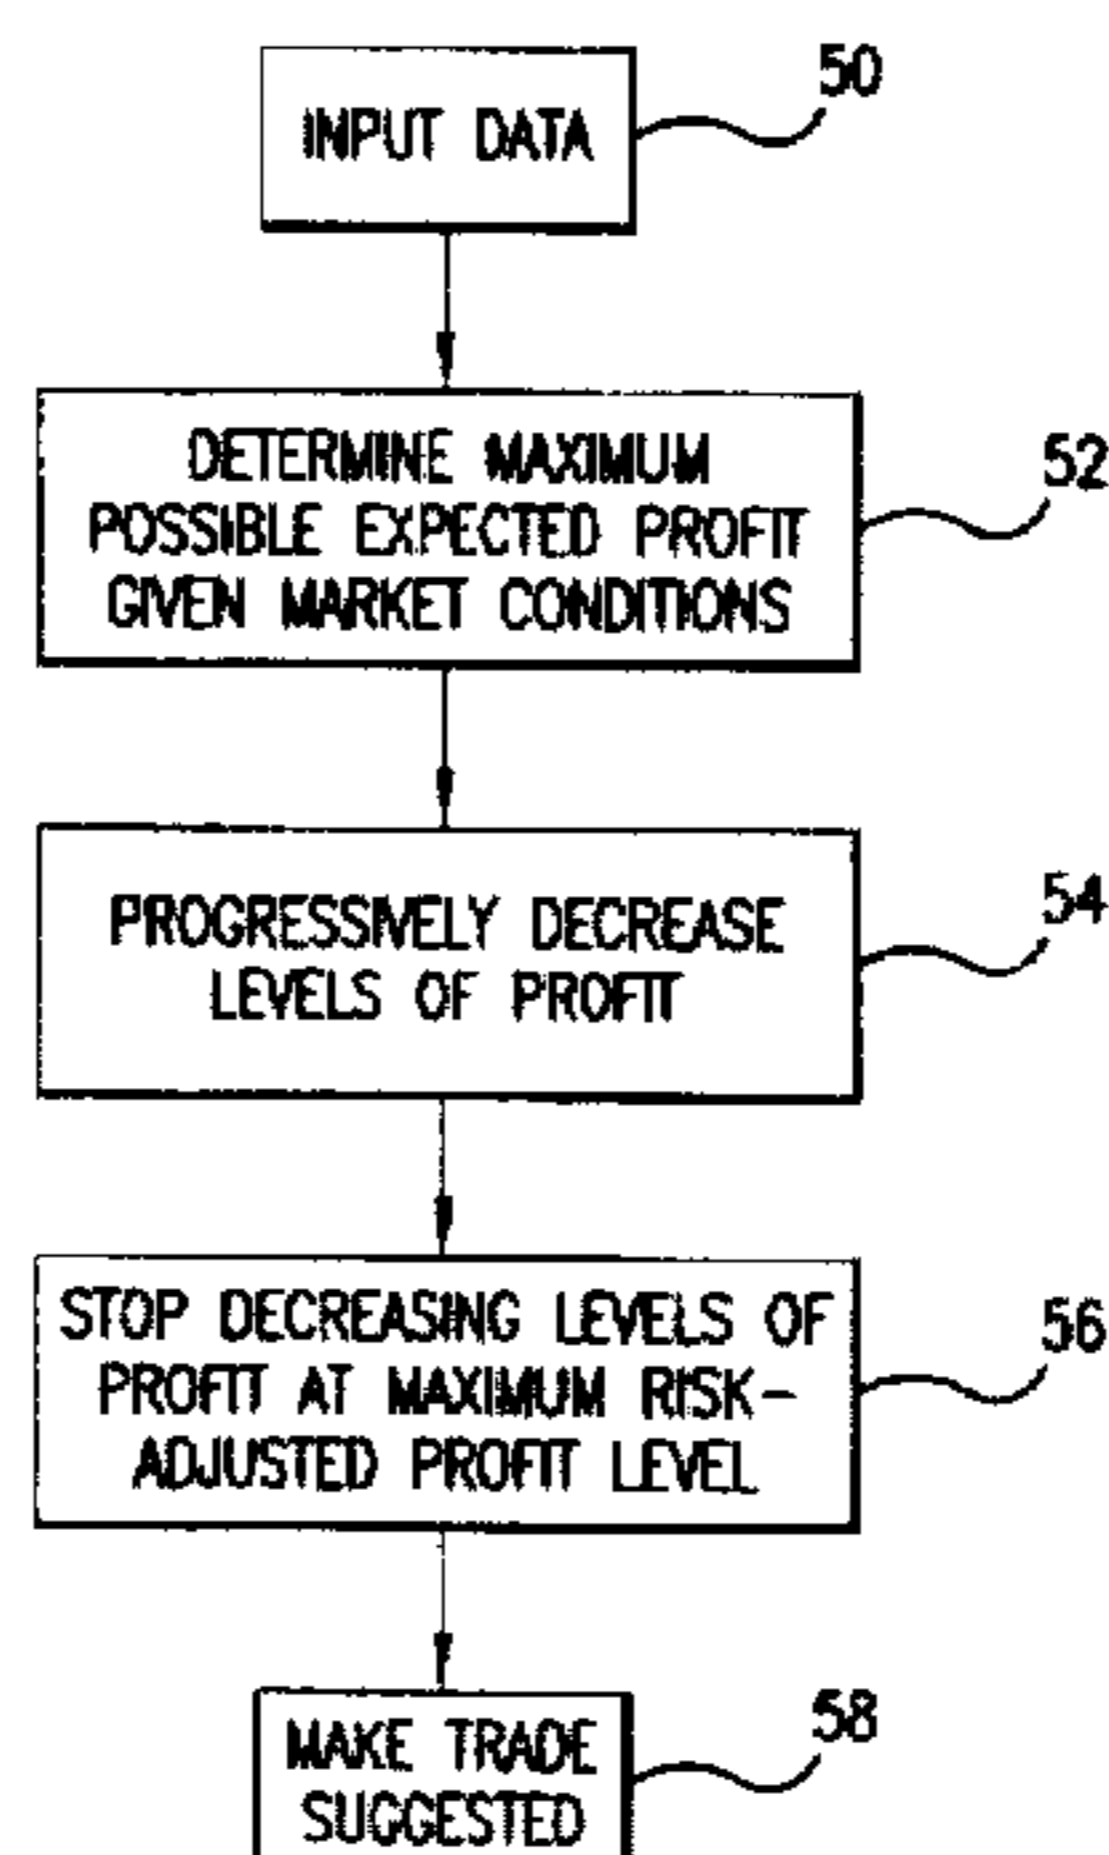 50
INPUT DATA
52
DETERMINE MAXIMUM
POSSIBLE EXPECTED PROFIT
GIVEN MARKET CONDITIONS
54
PROGRESSIVELY DECREASE
LEVELS OF PROFIT
56
STOP DECREASING LEVELS OF
PROFIT AT MAXIMUM RISK-
ADJUSTED PROFIT LEVEL
58
MAKE TRADE
SUGGESTED